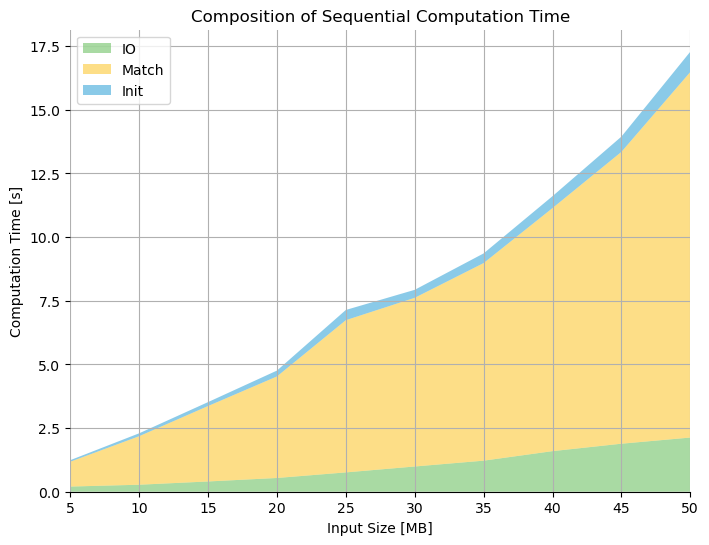 Composition of Sequential Computation Time
IO
Match
Init
Computation Time [s]
17.5
15.0
12.5
10.0
7.5
5.0
2.5
0.0
5 10 15 20 25 30 35 40 45 50
Input Size [MB]